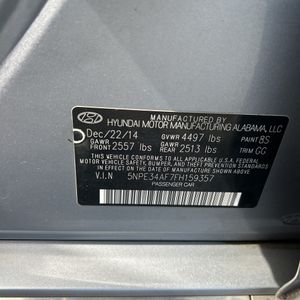 MANUFACTURED BY
HYUNDAI MOTOR MANUFACTURING ALABAMA, LLC
Dec/22/14 GVWR 4497 lbs PAINT 8S
GAWR FRONT 2557 lbs GAWR REAR 2513 lbs TRIM GG
THIS VEHICLE CONFORMS TO ALL APPLICABLE U.S.A FEDERAL
MOTOR VEHICLE SAFETY, BUMPER, AND THEFT PREVENTION STANDARDS
IN EFFECT ON THE DATE OF MANUFACTURE SHOWN ABOVE.
V.I.N 5NPE34AF7FH159357
PASSENGER CAR